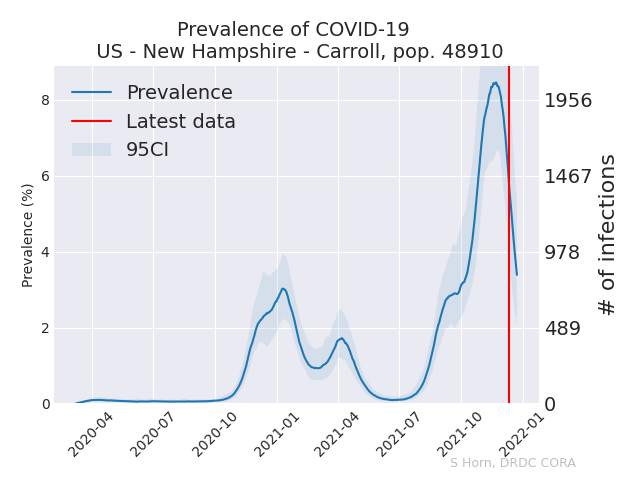 Prevalence of COVID-19
US - New Hampshire - Carroll, pop. 48910
Prevalence
Latest data
95CI
Prevalence (%)
8
6
4
2
0
1956
1467
978
489
0
# of infections
2020-04
2020-07
2020-10
2021-01
2021-04
2021-07
2021-10
2022-01
S Horn, DRDC CORA